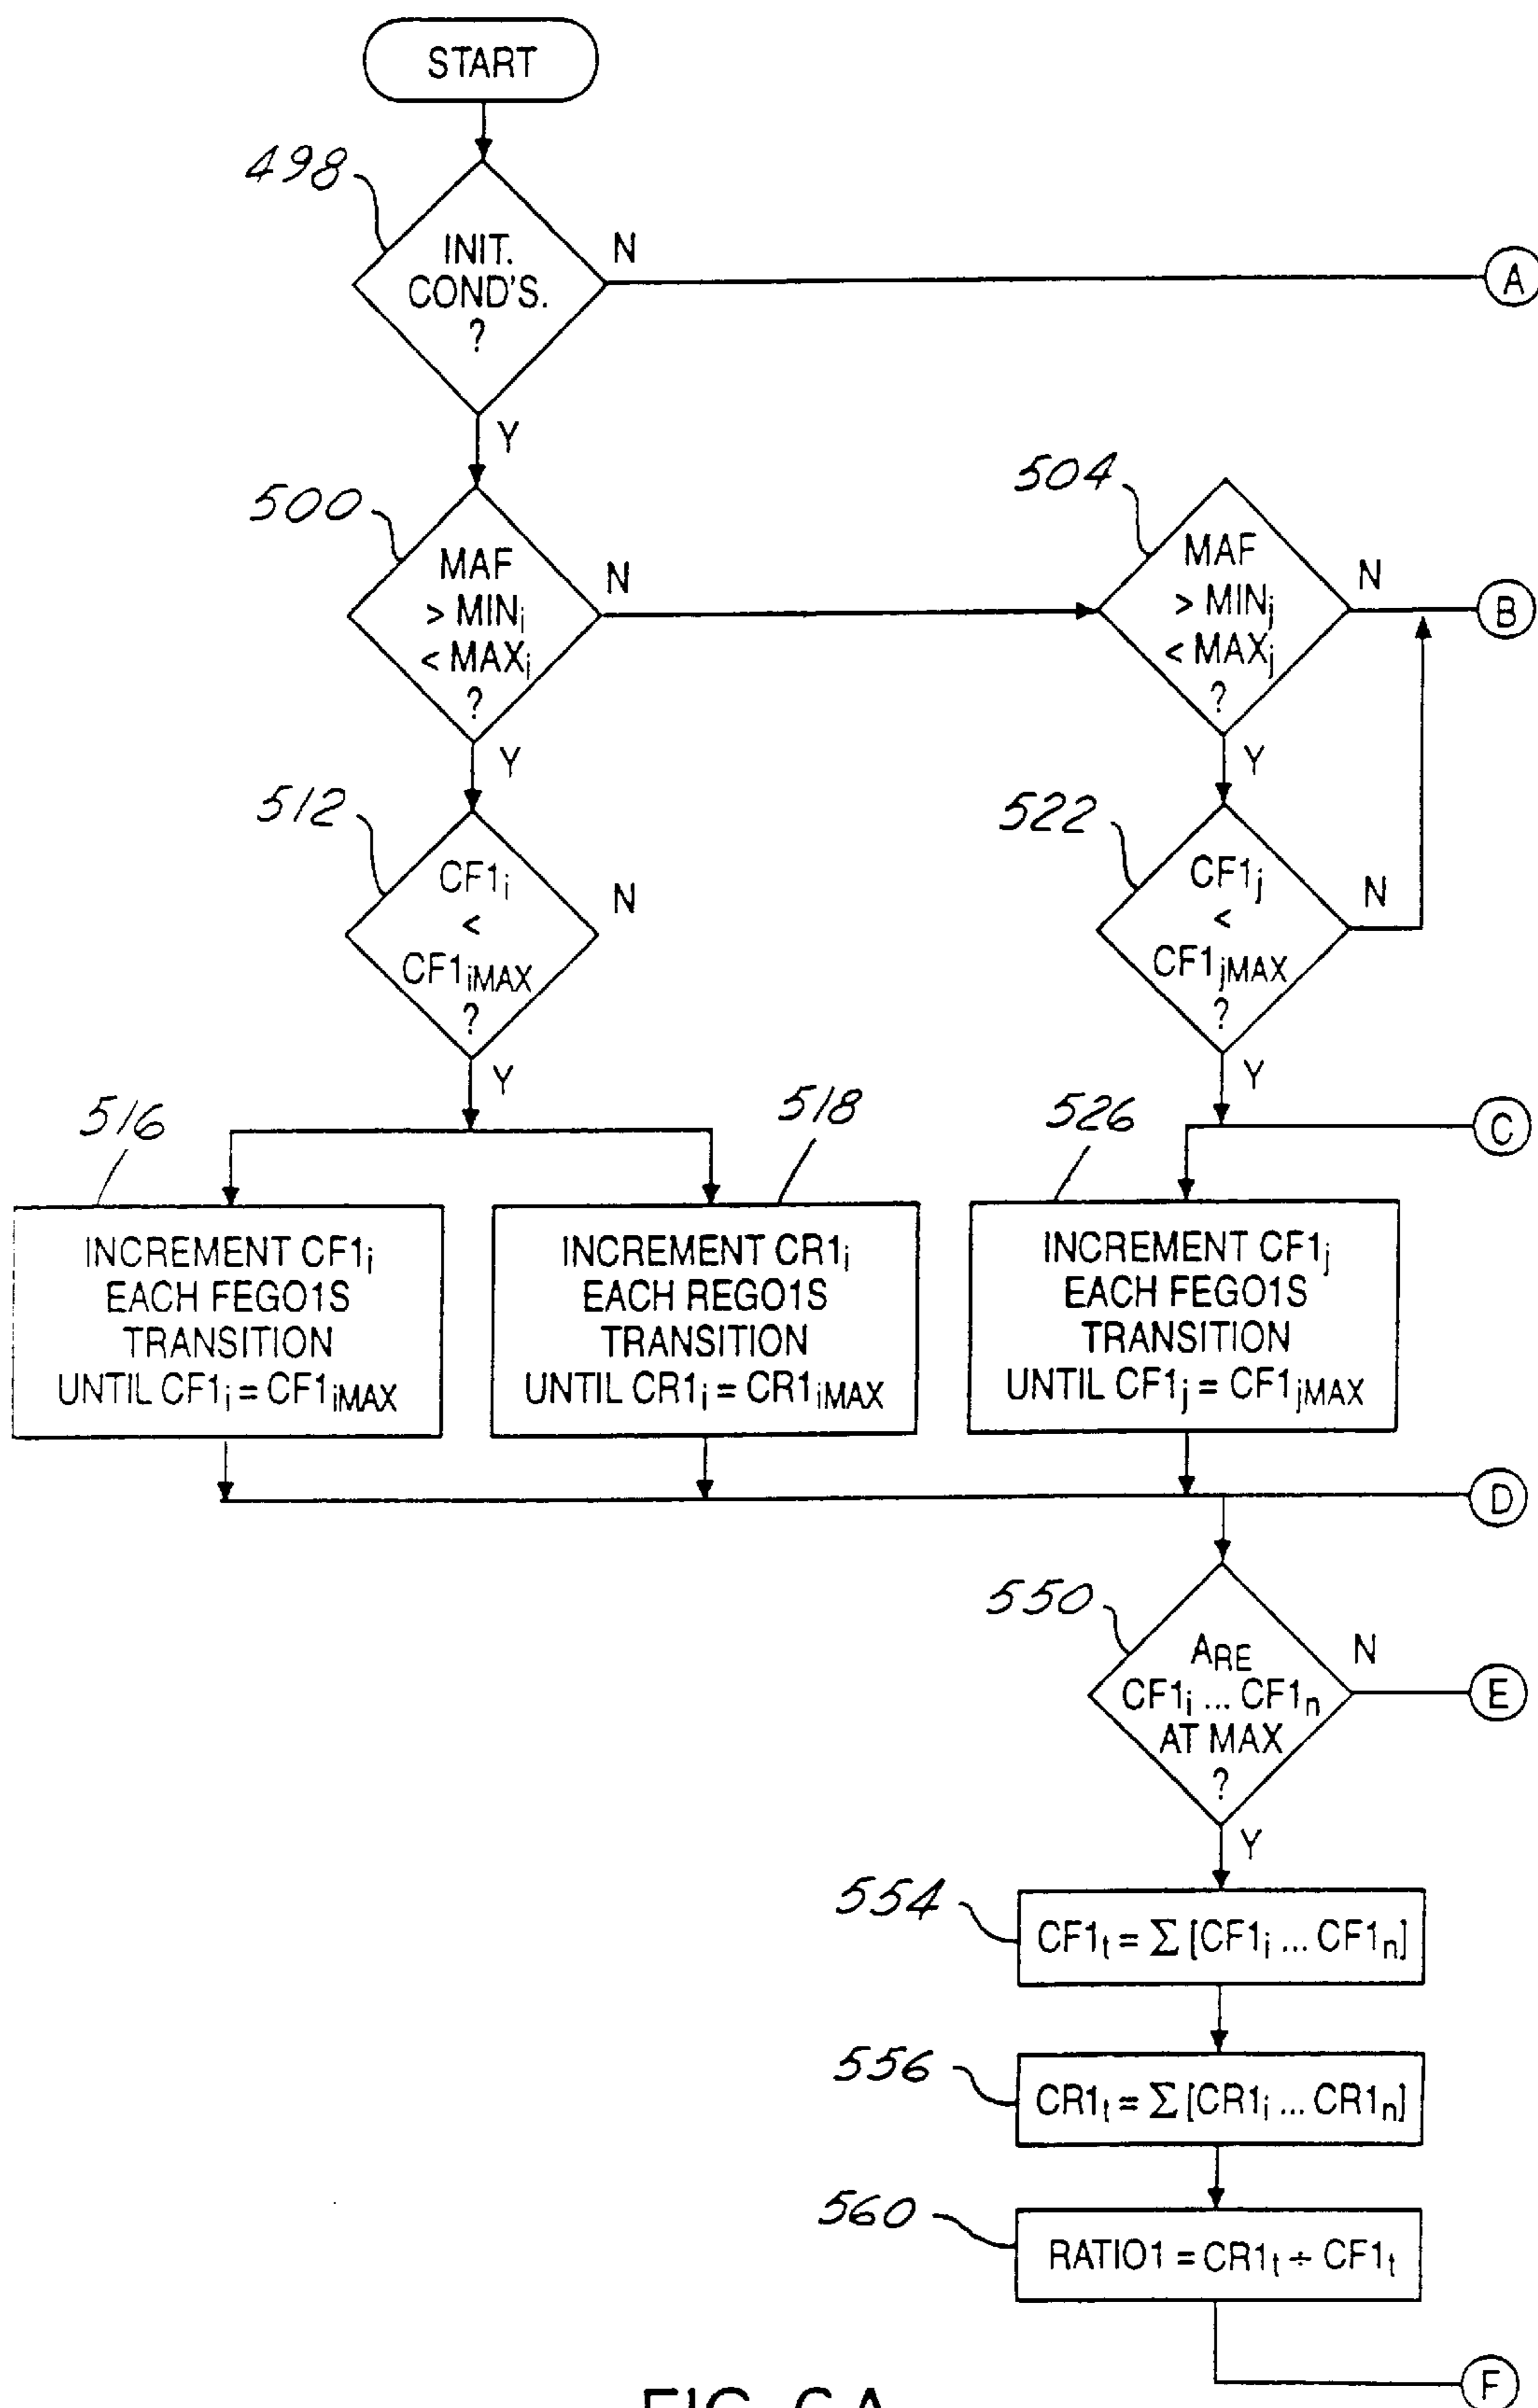 START
498
INIT.
COND'S.
?
N
A
Y
500
MAF
> MINi
< MAXi
?
N
504
MAF
> MINj
< MAXj
?
N
B
Y
Y
512
CF1i
<
CF1iMAX
?
N
522
CF1j
<
CF1jMAX
?
N
Y
Y
C
516
INCREMENT CF1i
EACH FEGO1S
TRANSITION
UNTIL CF1i = CF1iMAX
518
INCREMENT CR1i
EACH REGO1S
TRANSITION
UNTIL CR1i = CR1iMAX
526
INCREMENT CF1j
EACH FEGO1S
TRANSITION
UNTIL CF1j = CF1jMAX
D
550
ARE
CF1i ... CF1n
AT MAX
?
N
E
Y
554
CF1t = Σ [CF1i ... CF1n]
556
CR1t = Σ [CR1i ... CR1n]
560
RATIO1 = CR1t ÷ CF1t
F
FIG. 6A